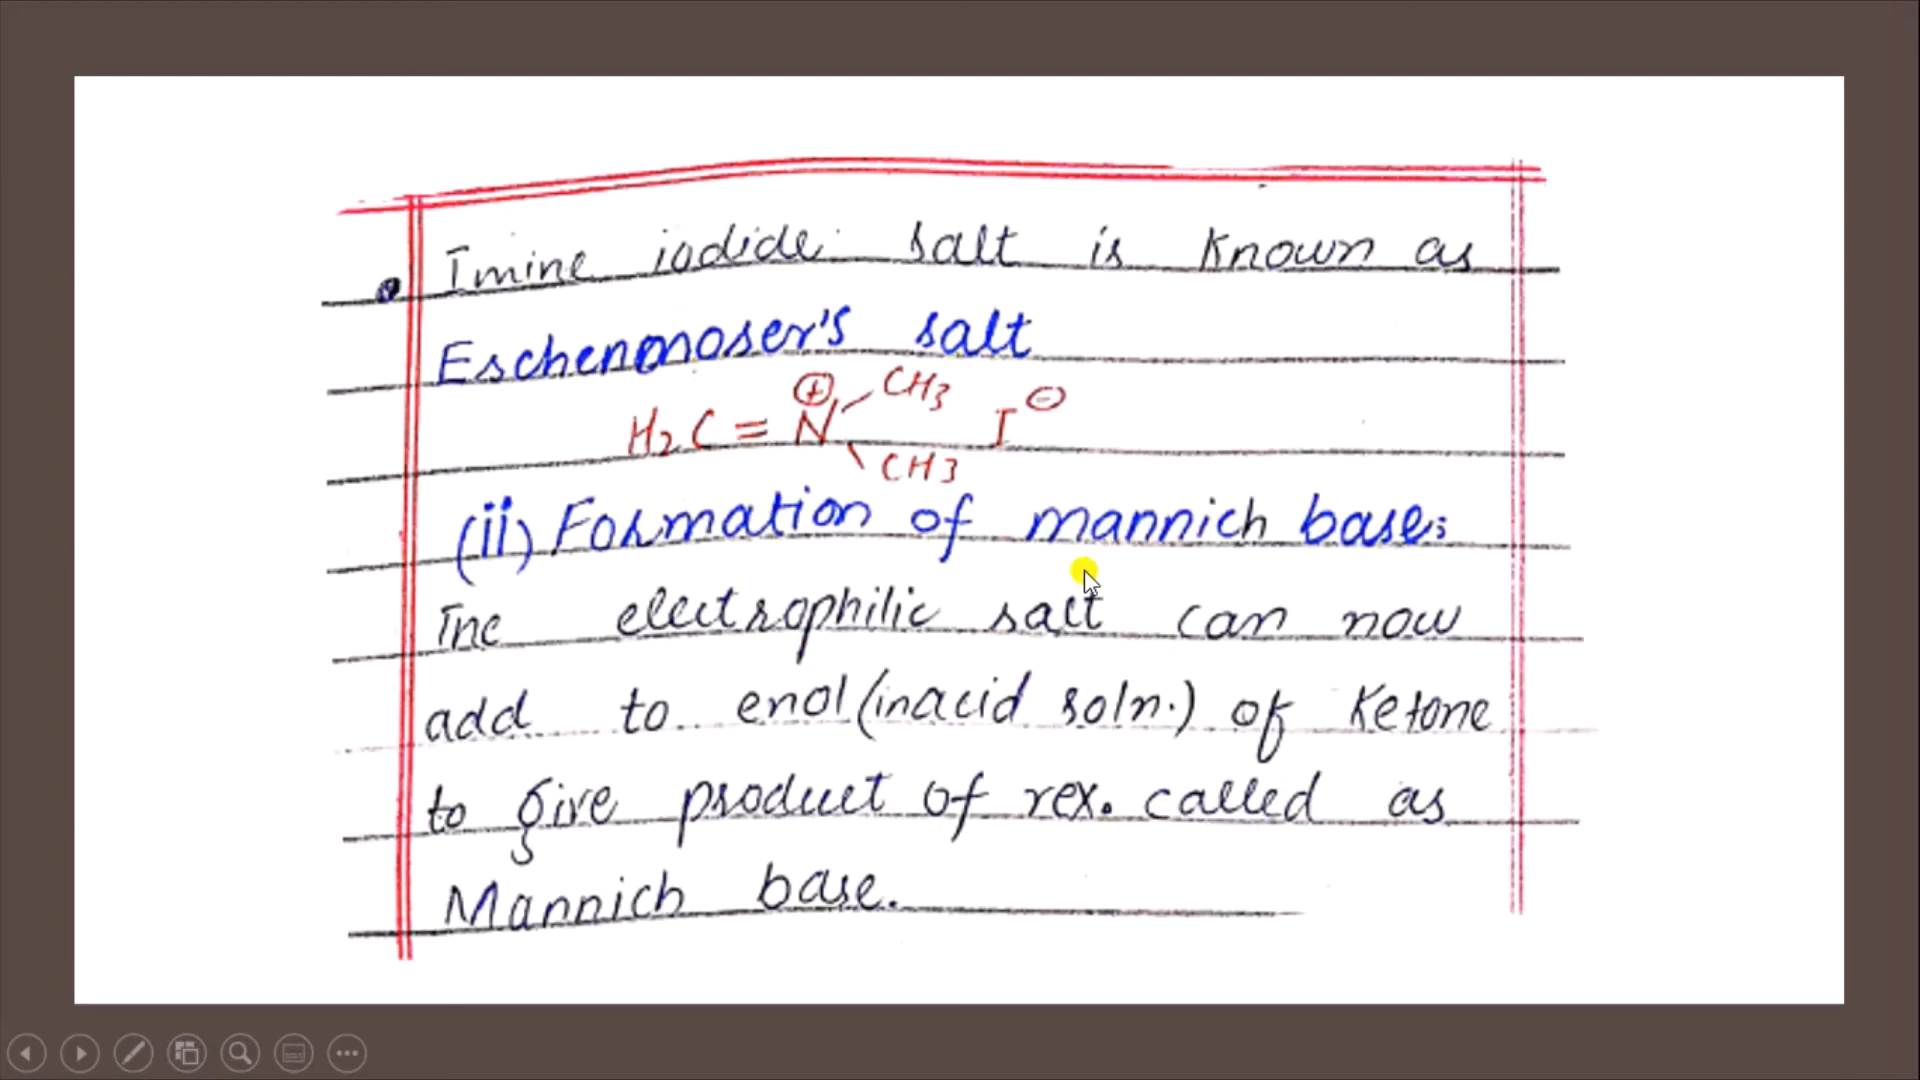 Imine iodide salt is known as
Eschenmoser's salt
H2C = N⊕ CH3 I⊖
CH3
(ii) Formation of mannich base:
The electrophilic salt can now
add to enol (in acid soln.) of Ketone
to give product of rex. called as
Mannich base.